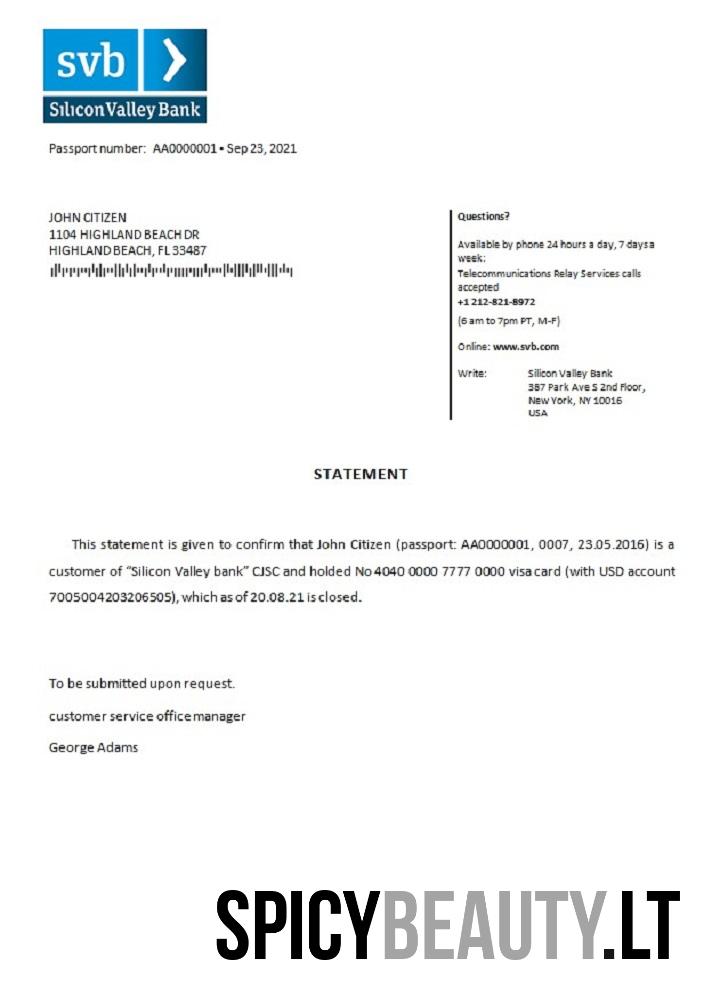 svb
Silicon Valley Bank
Passport number: AA0000001 • Sep 23, 2021
JOHN CITIZEN
1104 HIGHLAND BEACH DR
HIGHLAND BEACH, FL 33487
Questions?
Available by phone 24 hours a day, 7 days a
week:
Telecommunications Relay Services calls
accepted
+1 212-821-8972
(6 am to 7pm PT, M-F)
Online: www.svb.com
Write: Silicon Valley Bank
387 Park Ave S 2nd Floor,
New York, NY 10016
USA
STATEMENT
This statement is given to confirm that John Citizen (passport: AA0000001, 0007, 23.05.2016) is a
customer of “Silicon Valley bank” CJSC and holded No 4040 0000 7777 0000 visa card (with USD account
7005004203206505), which as of 20.08.21 is closed.
To be submitted upon request.
customer service office manager
George Adams
SPICYBEAUTY.LT